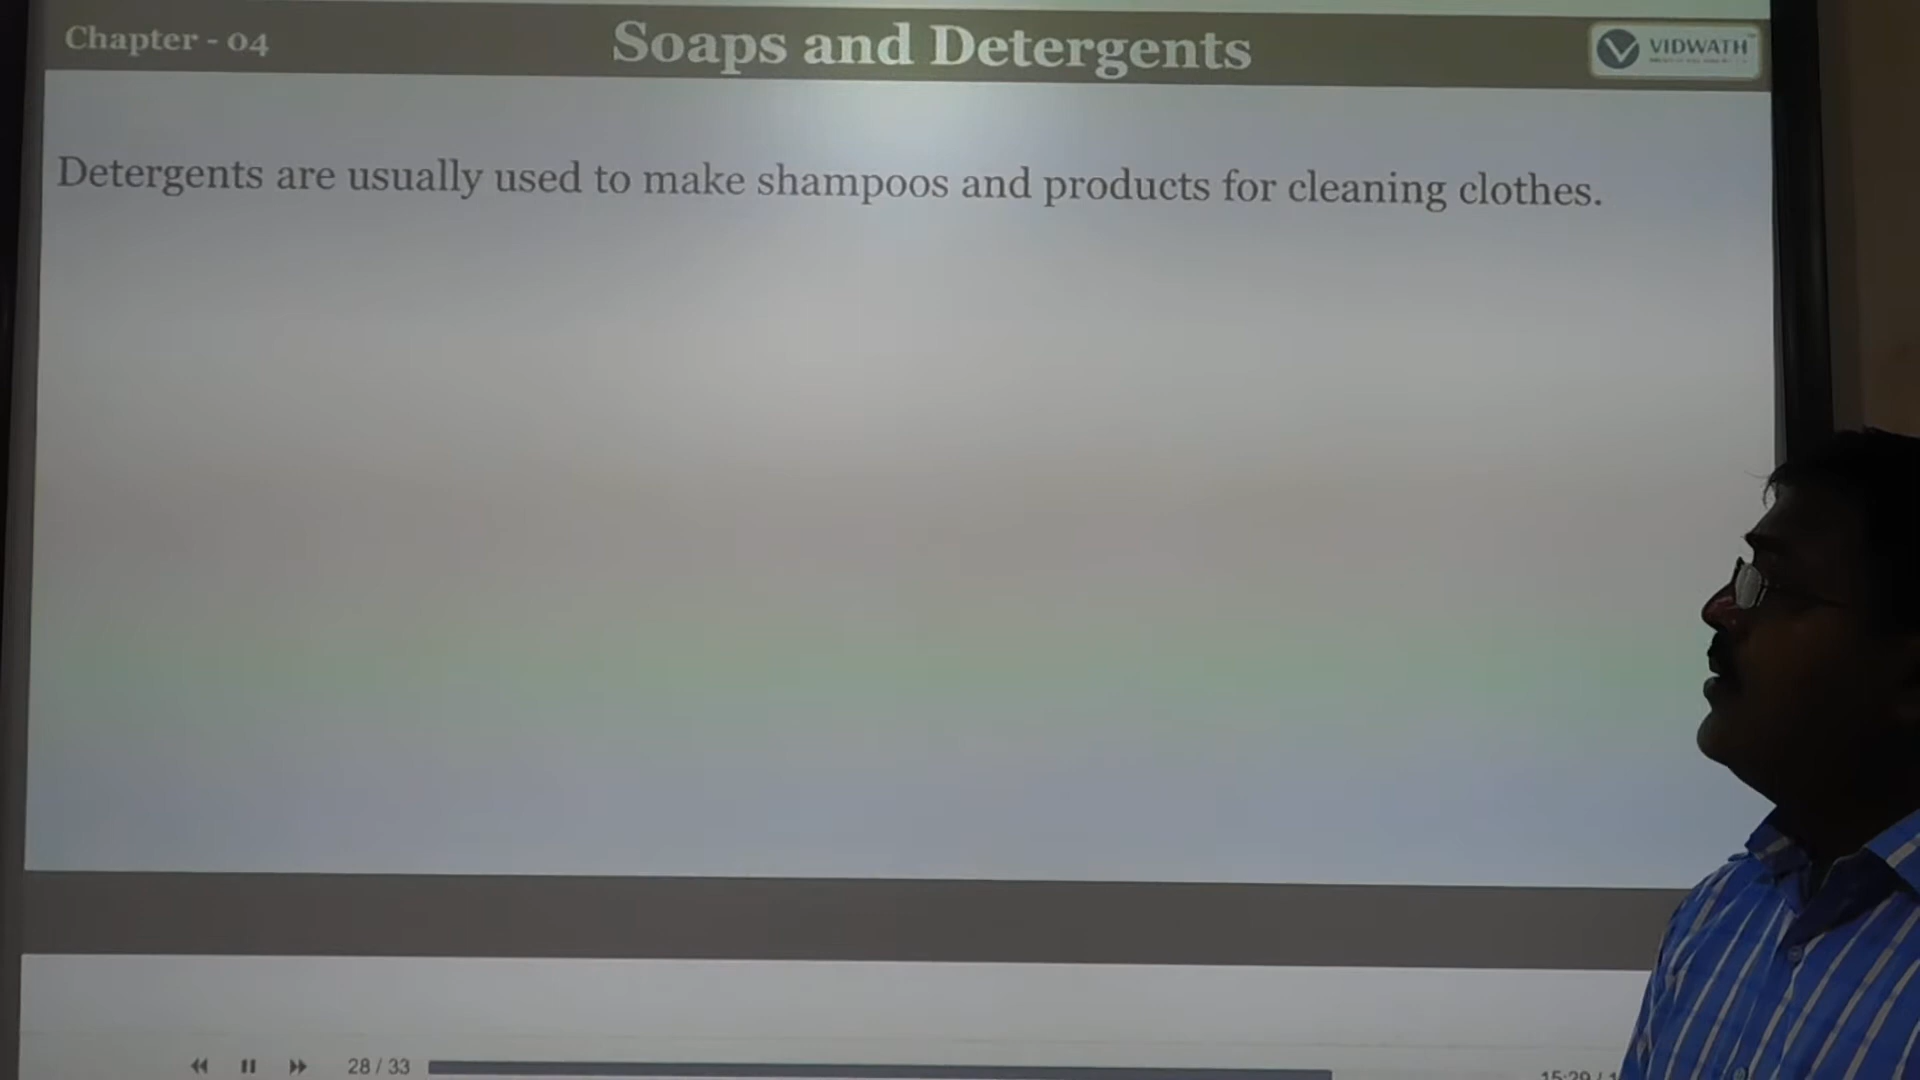 Chapter - 04
Soaps and Detergents
VIDWATH
Detergents are usually used to make shampoos and products for cleaning clothes.
28 / 33